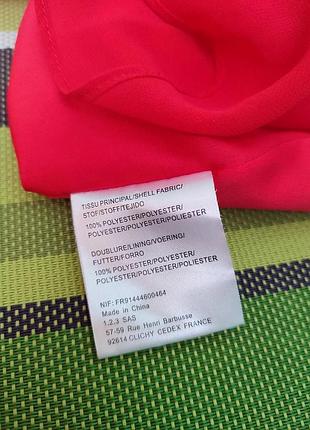 TISSU PRINCIPAL/SHELL FABRIC/
STOF/STOFF/TEJIDO
100% POLYESTER/POLYESTER/
POLYESTER/POLYESTER/POLIESTER
DOUBLURE/LINING/VOERING/
FUTTER/FORRO
100% POLYESTER/POLYESTER/
POLYESTER/POLYESTER/POLIESTER
NIF: FR91444600464
Made in China
1.2.3 SAS
57-59 Rue Henri Barbusse
92614 CLICHY CEDEX FRANCE